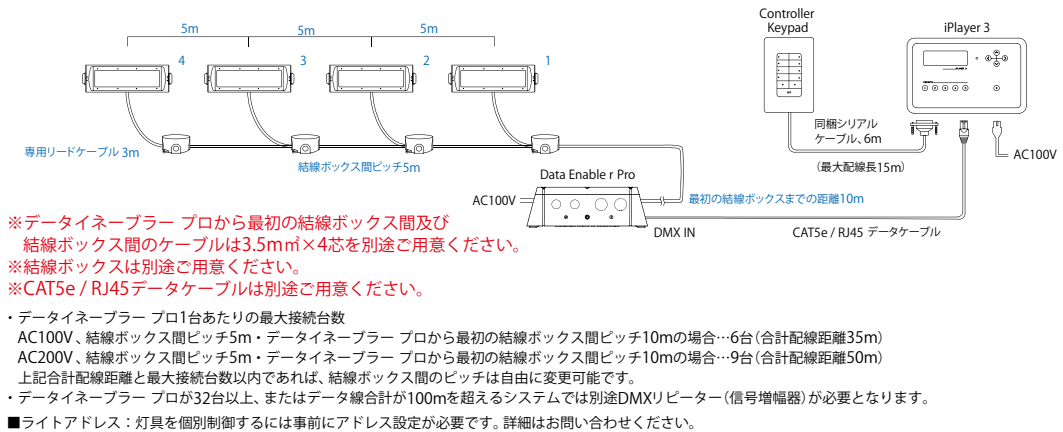 Controller
Keypad
iPlayer 3
5m
5m
5m
4
3
2
1
同梱シリアル
ケーブル、6m
(最大配線長15m)
AC100V
専用リードケーブル 3m
結線ボックス間ピッチ5m
Data Enable r Pro
AC100V
最初の結線ボックスまでの距離10m
DMX IN
CAT5e / RJ45 データケーブル
※データイネーブラー プロから最初の結線ボックス間及び
結線ボックス間のケーブルは3.5m㎡×4芯を別途ご用意ください。
※結線ボックスは別途ご用意ください。
※CAT5e / RJ45データケーブルは別途ご用意ください。
・データイネーブラー プロ1台あたりの最大接続台数
AC100V、結線ボックス間ピッチ5m・データイネーブラー プロから最初の結線ボックス間ピッチ10mの場合…6台(合計配線距離35m)
AC200V、結線ボックス間ピッチ5m・データイネーブラー プロから最初の結線ボックス間ピッチ10mの場合…9台(合計配線距離50m)
上記合計配線距離と最大接続台数以内であれば、結線ボックス間のピッチは自由に変更可能です。
・データイネーブラー プロが32台以上、またはデータ線合計が100mを超えるシステムでは別途DMXリピーター(信号増幅器)が必要となります。
■ライトアドレス:灯具を個別制御するには事前にアドレス設定が必要です。詳細はお問い合わせください。